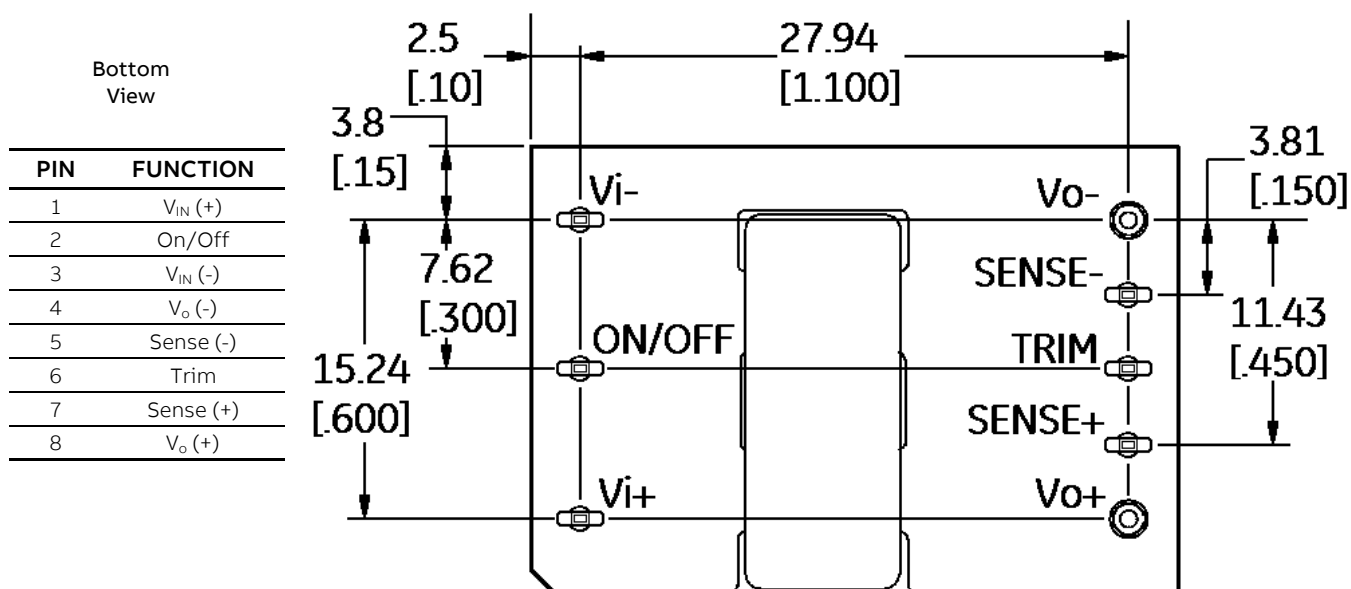 Bottom
View
PIN FUNCTION
1 V_IN (+)
2 On/Off
3 V_IN (-)
4 V_o (-)
5 Sense (-)
6 Trim
7 Sense (+)
8 V_o (+)
2.5
[.10]
27.94
[1.100]
3.8
[.15]
3.81
[.150]
Vi-
Vo-
7.62
[.300]
SENSE-
11.43
[.450]
ON/OFF
TRIM
15.24
[.600]
SENSE+
Vi+
Vo+